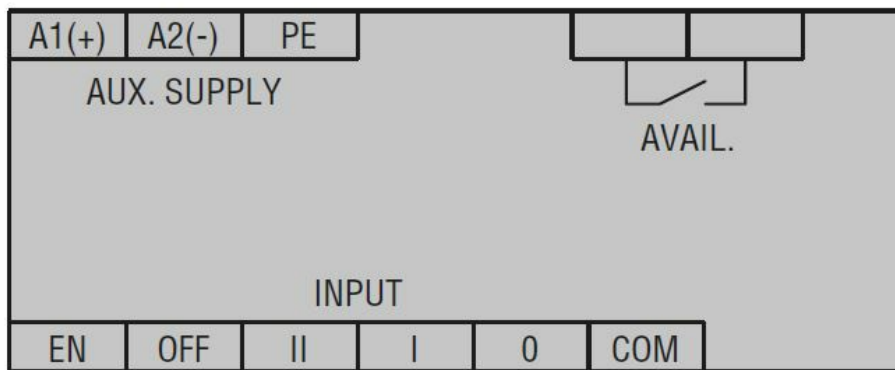 A1(+) A2(-) PE
AUX. SUPPLY
AVAIL.
INPUT
EN OFF II I 0 COM